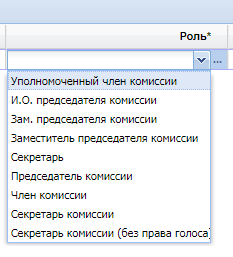 Роль*
...
Уполномоченный член комиссии
И.О. председателя комиссии
Зам. председателя комиссии
Заместитель председателя комиссии
Секретарь
Председатель комиссии
Член комиссии
Секретарь комиссии
Секретарь комиссии (без права голоса)